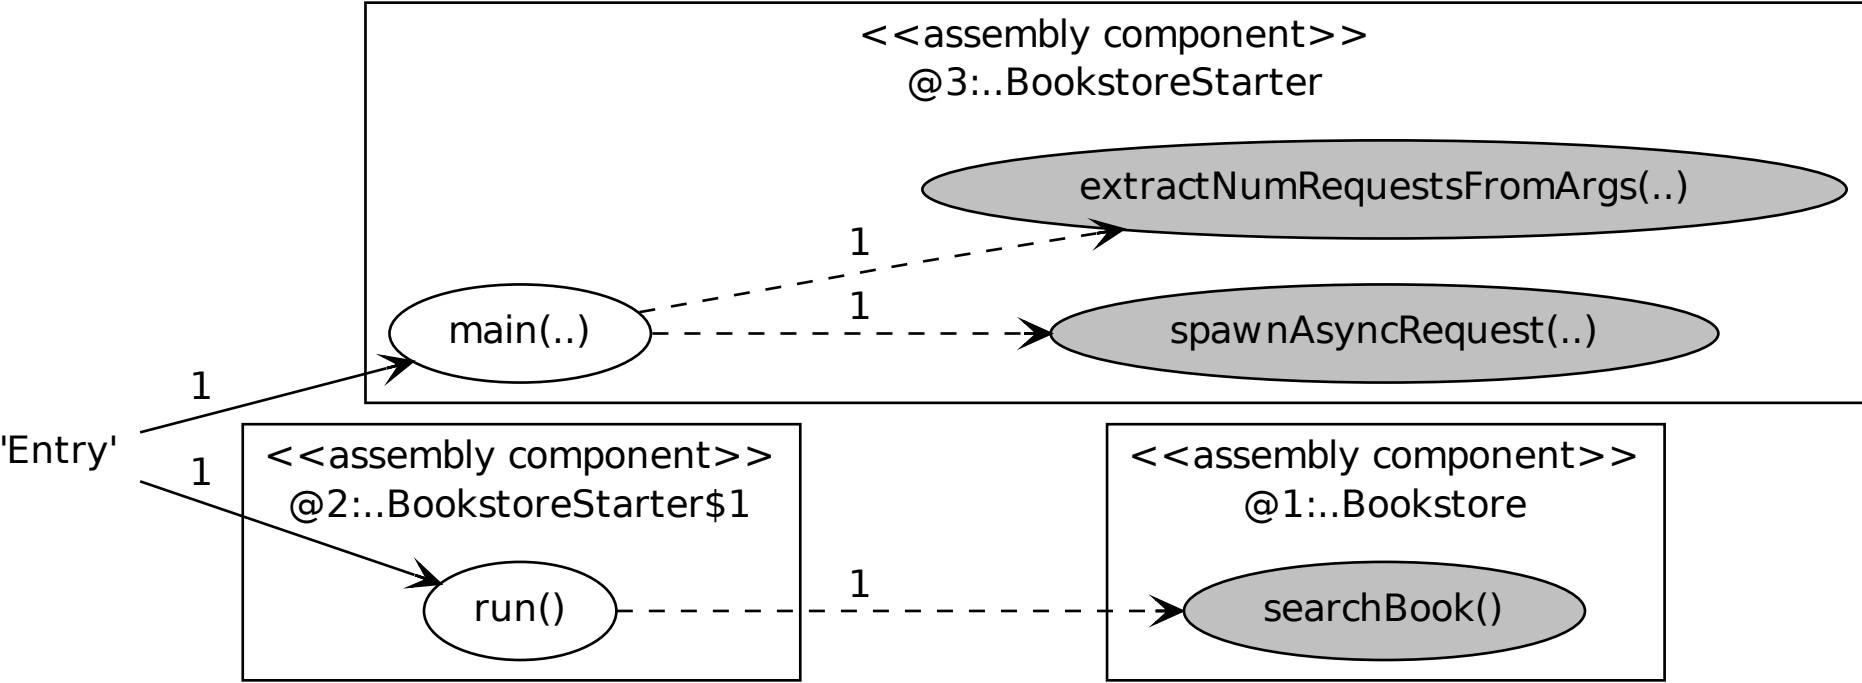 <<assembly component>>
@3:..BookstoreStarter
extractNumRequestsFromArgs(..)
1
1
main(..)
spawnAsyncRequest(..)
1
'Entry'
1
<<assembly component>>
@2:..BookstoreStarter$1
<<assembly component>>
@1:..Bookstore
1
run()
searchBook()